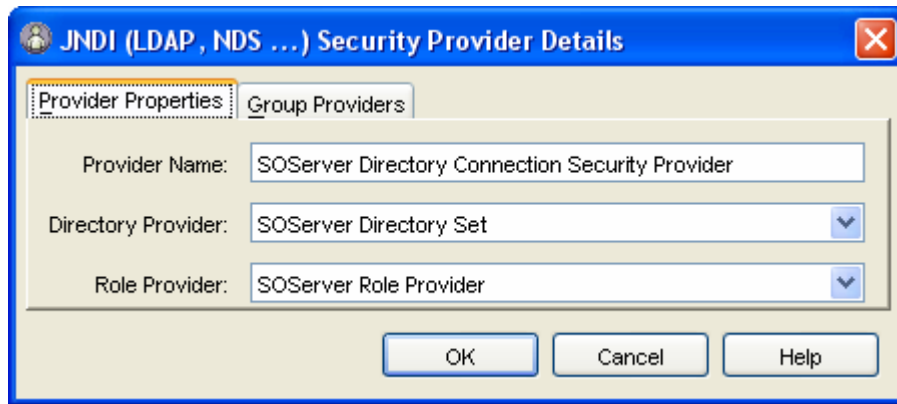 JNDI (LDAP, NDS ...) Security Provider Details
Provider Properties Group Providers
Provider Name: SOServer Directory Connection Security Provider
Directory Provider: SOServer Directory Set
Role Provider: SOServer Role Provider
OK Cancel Help